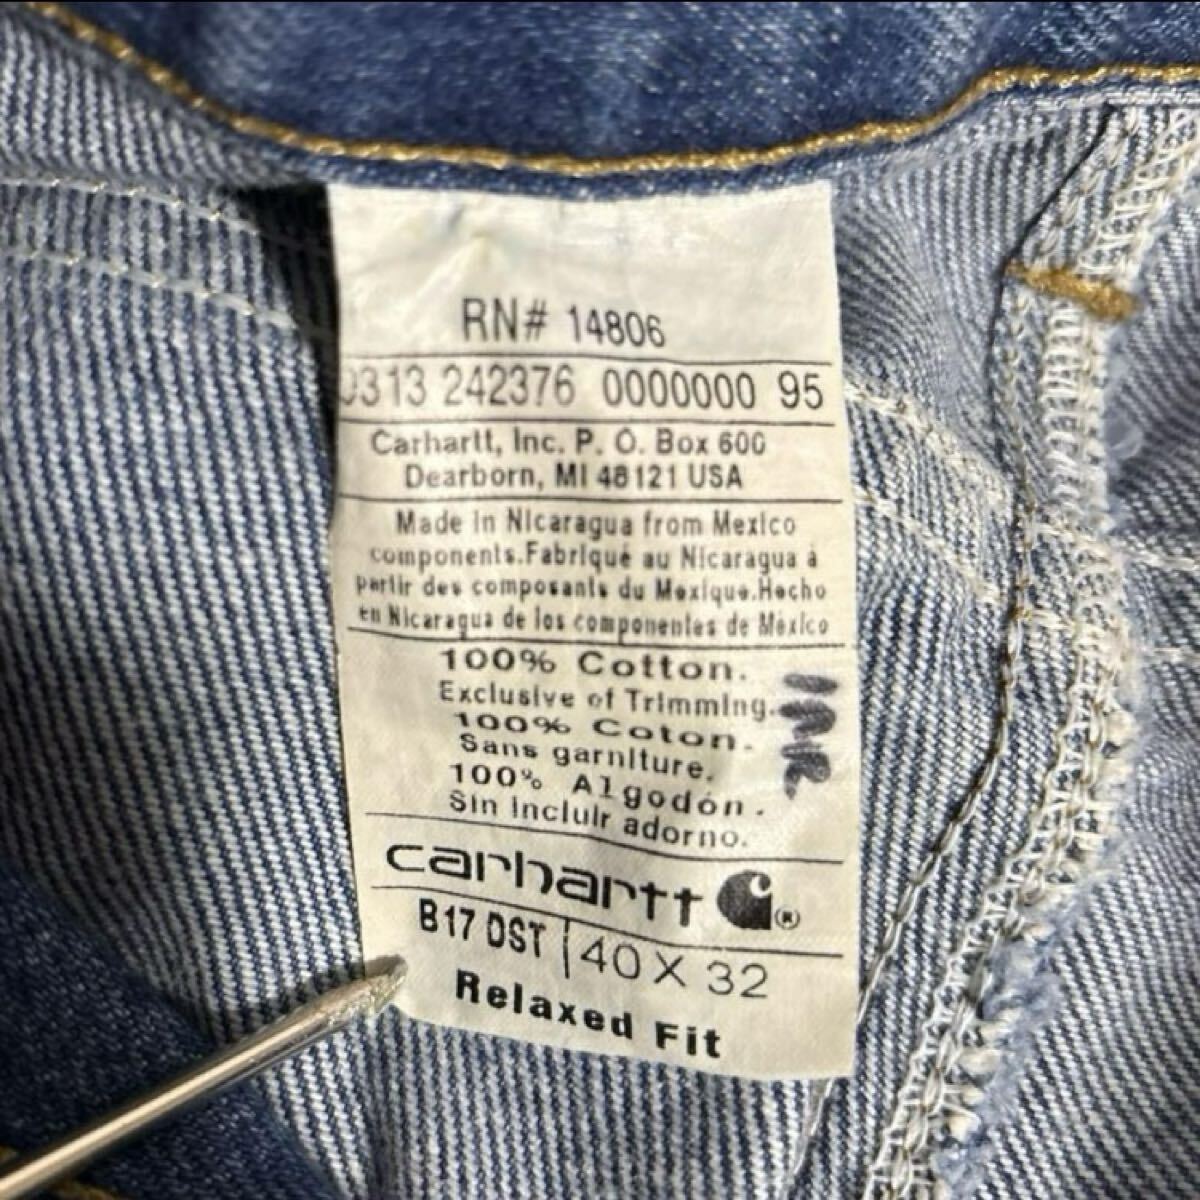 RN# 14806
0313 242376 0000000 95
Carhartt, Inc. P. O. Box 600
Dearborn, MI 48121 USA
Made in Nicaragua from Mexico
components.Fabriqué au Nicaragua à
partir des composants du Mexique.Hecho
en Nicaragua de los componentes de México
100% Cotton.
Exclusive of Trimming.
100% Coton.
Sans garniture.
100% Algodón.
Sin incluir adorno.
carhartt ®
B17 DST 40 X 32
Relaxed Fit